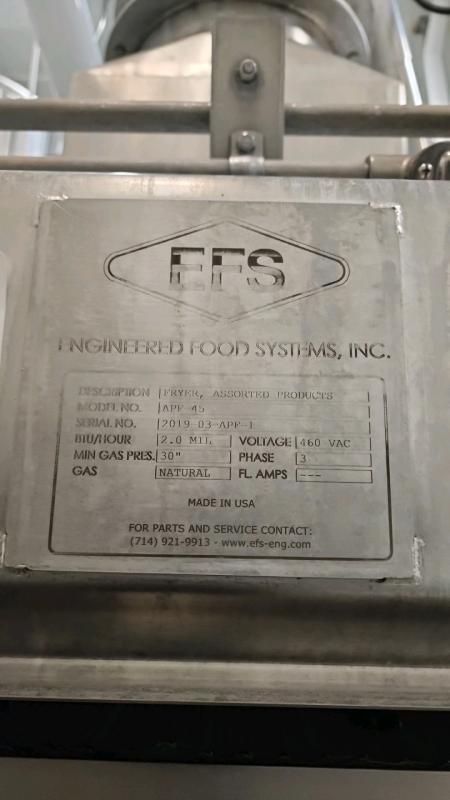 EFS
ENGINEERED FOOD SYSTEMS, INC.
DESCRIPTION FRYER, ASSORTED PRODUCTS
MODEL NO. APF-45
SERIAL NO. 2019-03-APF-1
BTU/HOUR 2.0 MIL VOLTAGE 460 VAC
MIN GAS PRES. 30" PHASE 3
GAS NATURAL FL. AMPS ---
MADE IN USA
FOR PARTS AND SERVICE CONTACT:
(714) 921-9913 - www.efs-eng.com